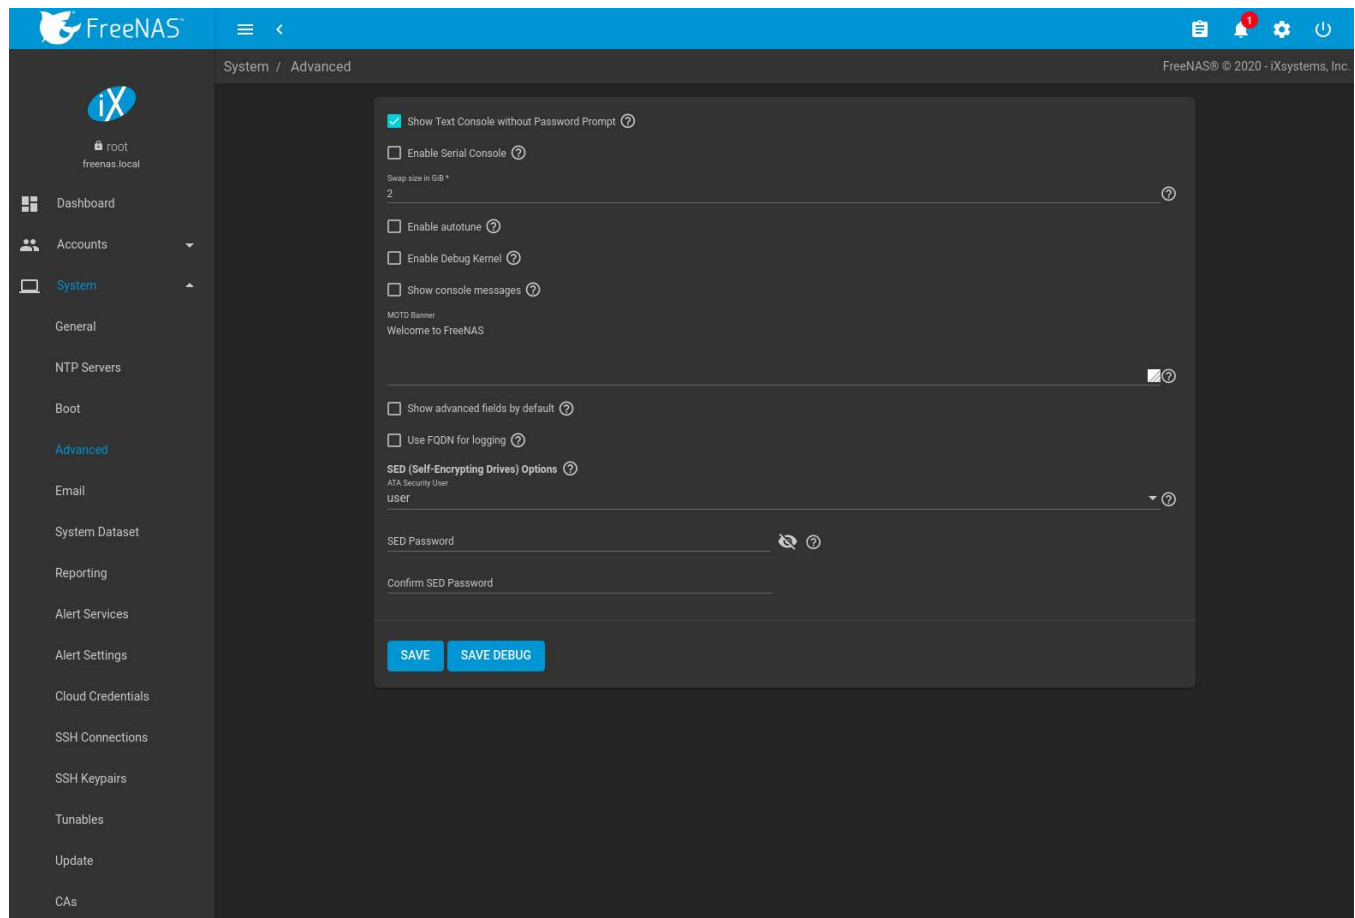 FreeNAS™
1
System / Advanced
FreeNAS® © 2020 - iXsystems, Inc.
iX
root
freenas.local
Dashboard
Accounts
System
General
NTP Servers
Boot
Advanced
Email
System Dataset
Reporting
Alert Services
Alert Settings
Cloud Credentials
SSH Connections
SSH Keypairs
Tunables
Update
CAs
Show Text Console without Password Prompt
Enable Serial Console
Swap size in GiB *
2
Enable autotune
Enable Debug Kernel
Show console messages
MOTD Banner
Welcome to FreeNAS
Show advanced fields by default
Use FQDN for logging
SED (Self-Encrypting Drives) Options
ATA Security User
user
SED Password
Confirm SED Password
SAVE SAVE DEBUG